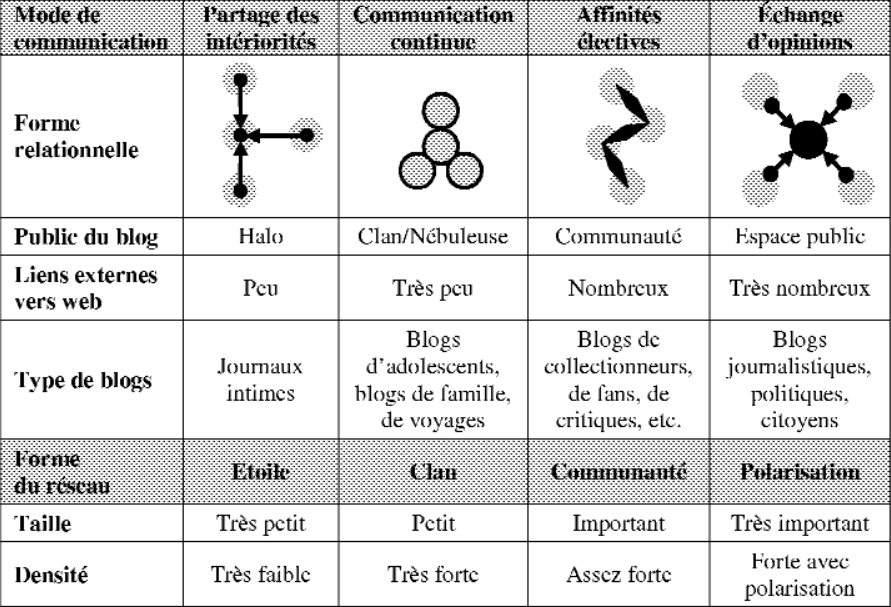 Mode de communication | Partage des intériorités | Communication continue | Affinités électives | Échange d'opinions
Forme relationnelle
Public du blog | Halo | Clan/Nébuleuse | Communauté | Espace public
Liens externes vers web | Peu | Très peu | Nombreux | Très nombreux
Type de blogs | Journaux intimes | Blogs d'adolescents, blogs de famille, de voyages | Blogs de collectionneurs, de fans, de critiques, etc. | Blogs journalistiques, politiques, citoyens
Forme du réseau | Etoile | Clan | Communauté | Polarisation
Taille | Très petit | Petit | Important | Très important
Densité | Très faible | Très forte | Assez forte | Forte avec polarisation